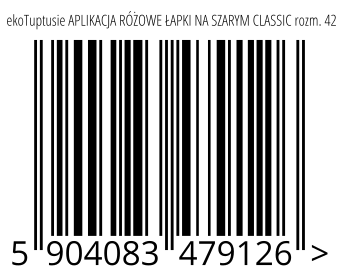 ekoTuptusie APLIKACJA RÓŻOWE ŁAPKI NA SZARYM CLASSIC rozm. 42
5 904083 479126 >